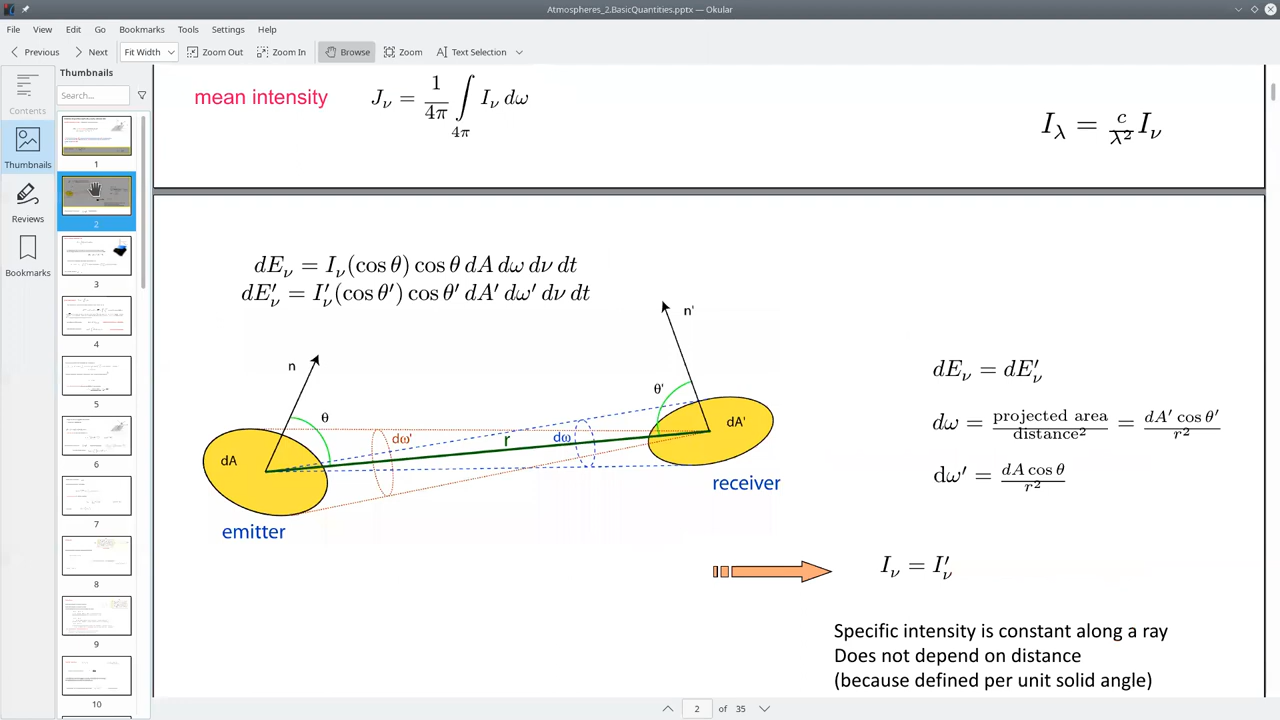 Atmospheres_2.BasicQuantities.pptx — Okular
File View Edit Go Bookmarks Tools Settings Help
Previous Next Fit Width Zoom Out Zoom In Browse Zoom Text Selection
Contents
Thumbnails
Reviews
Bookmarks
Thumbnails
Search...
1
2
3
4
5
6
7
8
9
10
mean intensity J_ν = 1/4π ∫_4π I_ν dω
I_λ = c/λ² I_ν
dE_ν = I_ν(cos θ) cos θ dA dω dν dt
dE′_ν = I′_ν(cos θ′) cos θ′ dA′ dω′ dν dt
n
θ
dA
emitter
dω'
r
dω
n'
θ'
dA'
receiver
dE_ν = dE′_ν
dω = projected area/distance² = dA′ cos θ′/r²
dω′ = dA cos θ/r²
I_ν = I′_ν
Specific intensity is constant along a ray
Does not depend on distance
(because defined per unit solid angle)
2 of 35